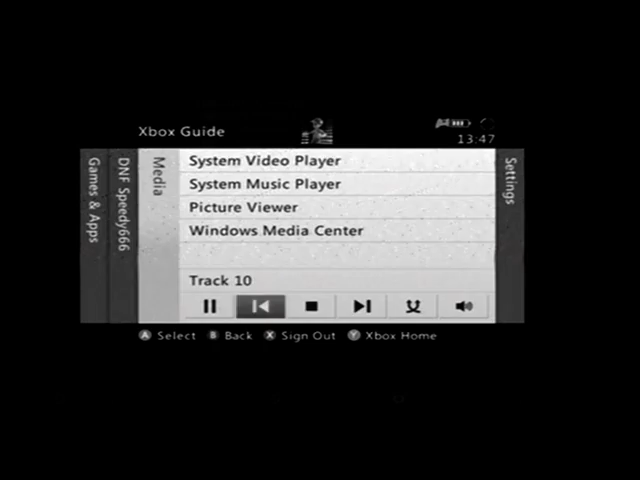 Xbox Guide
13:47
Games & Apps
DNF Speedy666
Media
System Video Player
System Music Player
Picture Viewer
Windows Media Center
Track 10
Settings
A Select B Back X Sign Out Y Xbox Home